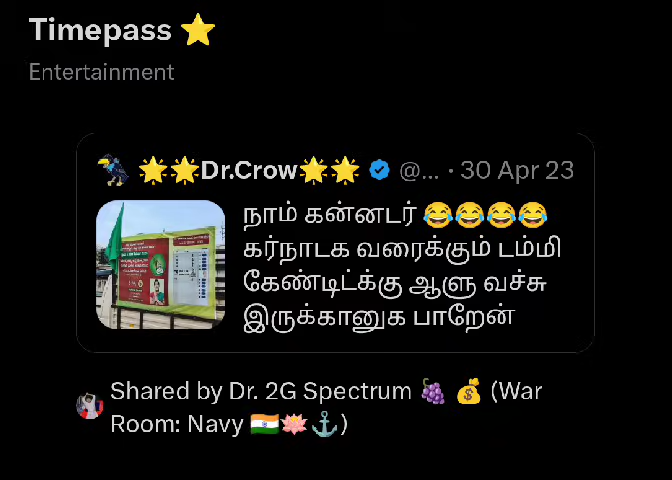 Timepass ⭐
Entertainment
🌟🌟Dr.Crow🌟🌟 @... · 30 Apr 23
நாம் கன்னடர் 😂😂😂😂
கர்நாடக வரைக்கும் டம்மி
கேண்டிட்க்கு ஆளு வச்சு
இருக்கானுக பாறேன்
Shared by Dr. 2G Spectrum 🍇 💰 (War
Room: Navy 🇮🇳🪷⚓)